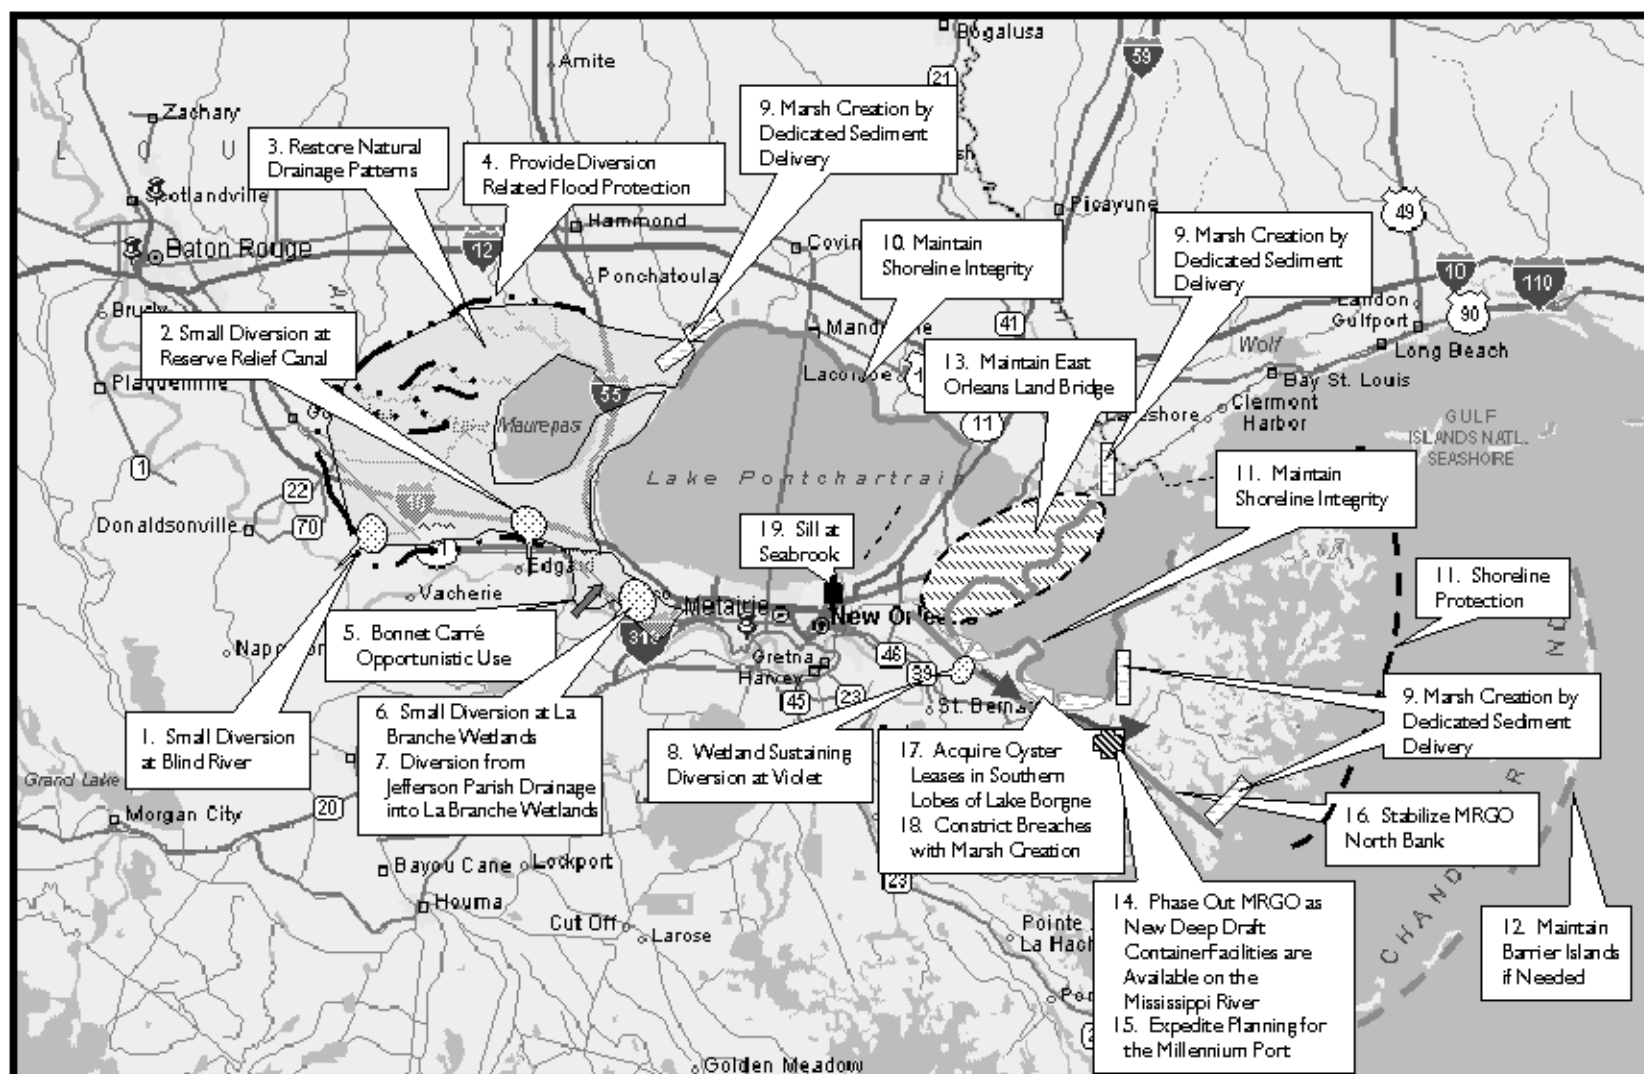 Bogalusa
Amite
59
21
Zachary
9. Marsh Creation by
Dedicated Sediment
Delivery
3. Restore Natural
Drainage Patterns
4. Provide Diversion
Related Flood Protection
L O U
Scotlandville
Hammond
Picayune
49
9. Marsh Creation by
Dedicated Sediment
Delivery
Baton Rouge
12
10. Maintain
Shoreline Integrity
Ponchatoula
10
110
90
Gulfport
41
2. Small Diversion at
Reserve Relief Canal
Wolf
Long Beach
13. Maintain East
Orleans Land Bridge
Bay St. Louis
55
Clermont
Harbor
11
GULF
ISLANDS NATL.
SEASHORE
Maurepas
1
Lake Pontchartrain
11. Maintain
Shoreline Integrity
22
70
Donaldsonville
19. Sill at
Seabrook
Edgard
Vacherie
Metairie
New Orleans
11. Shoreline
Protection
5. Bonnet Carré
Opportunistic Use
310
46
39
Gretna
Harvey
45
23
9. Marsh Creation by
Dedicated Sediment
Delivery
6. Small Diversion at La
Branche Wetlands
7. Diversion from
Jefferson Parish Drainage
into La Branche Wetlands
1. Small Diversion
at Blind River
8. Wetland Sustaining
Diversion at Violet
17. Acquire Oyster
Leases in Southern
Lobes of Lake Borgne
18. Constrict Breaches
with Marsh Creation
Grand Lake
20
Morgan City
16. Stabilize MRGO
North Bank
Bayou Cane
Lockport
23
Houma
Cut Off
Larose
Pointe
14. Phase Out MRGO as
New Deep Draft
Container Facilities are
Available on the
Mississippi River
15. Expedite Planning for
the Millennium Port
12. Maintain
Barrier Islands
if Needed
Golden Meadow